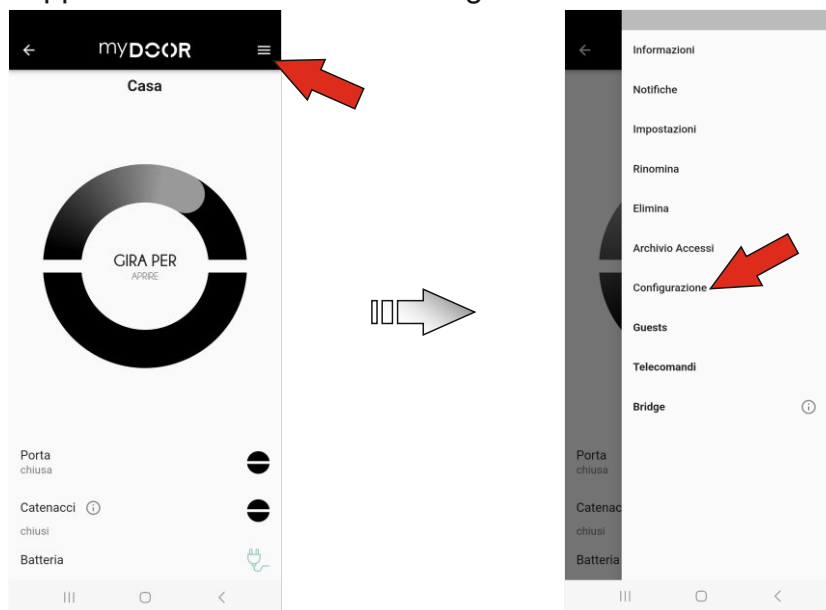 myDOOR
Casa
GIRA PER
APRIRE
Porta
chiusa
Catenacci
chiusi
Batteria
Informazioni
Notifiche
Impostazioni
Rinomina
Elimina
Archivio Accessi
Configurazione
Guests
Telecomandi
Bridge
Porta
chiusa
Catenac
chiusi
Batteria